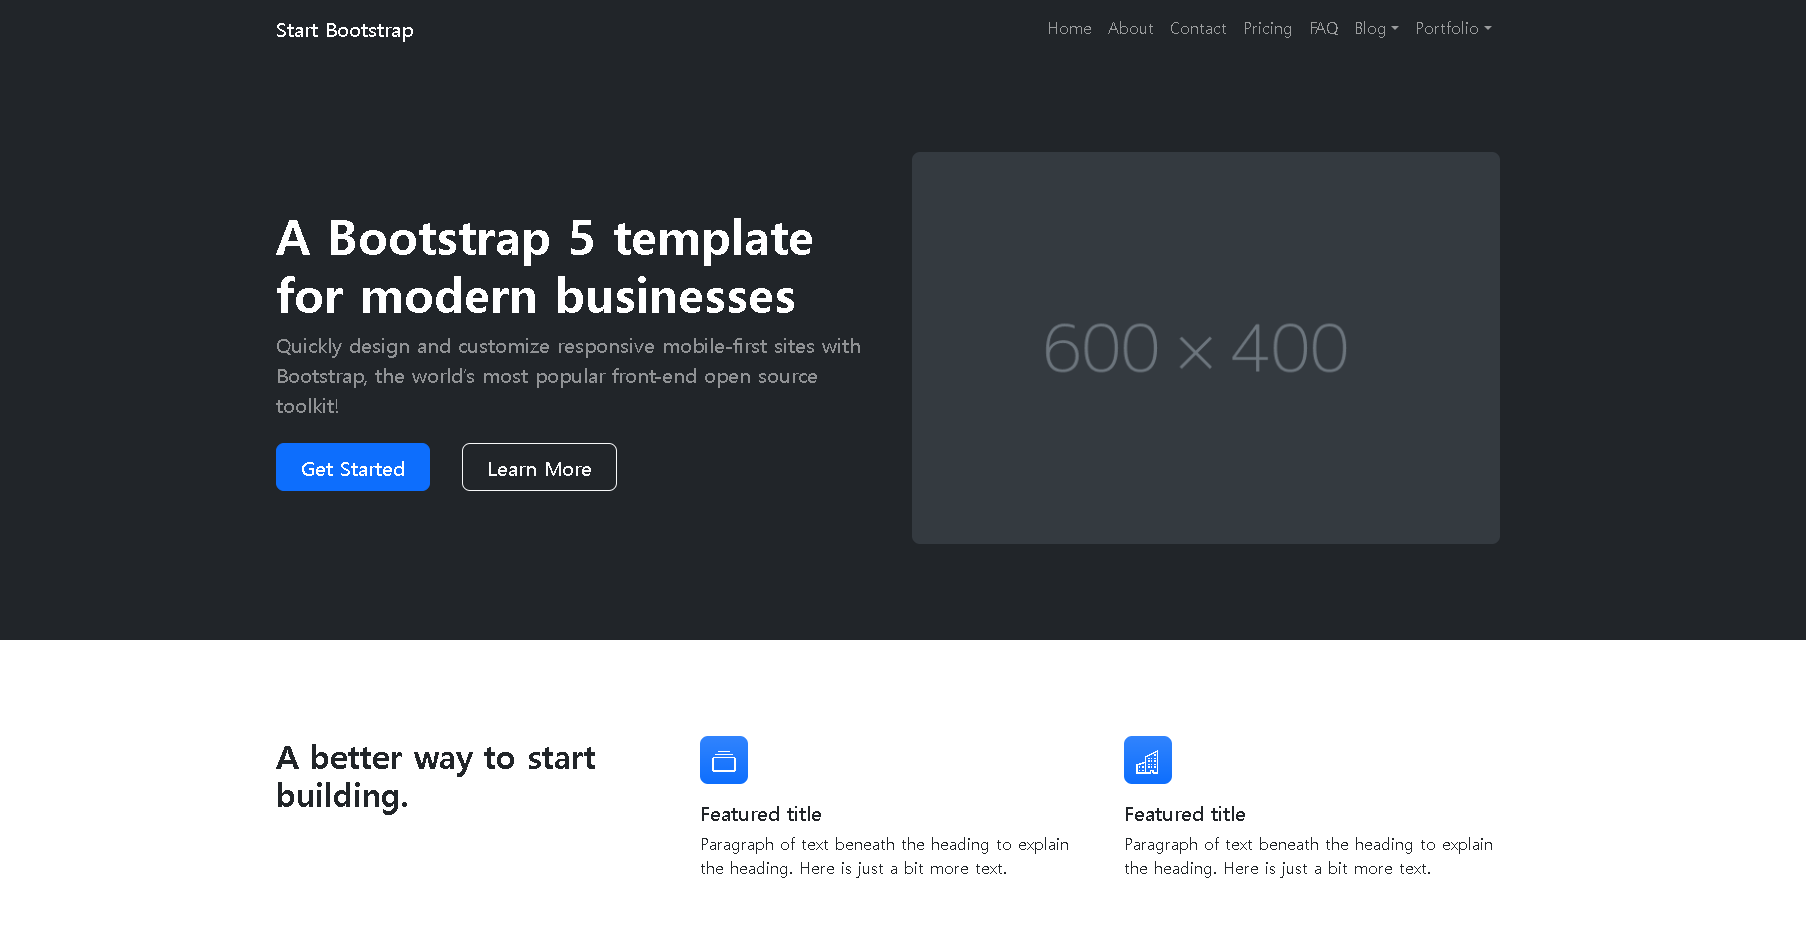 Start Bootstrap
Home About Contact Pricing FAQ Blog Portfolio
A Bootstrap 5 template
for modern businesses
Quickly design and customize responsive mobile-first sites with
Bootstrap, the world's most popular front-end open source
toolkit!
Get Started
Learn More
600 × 400
A better way to start
building.
Featured title
Paragraph of text beneath the heading to explain
the heading. Here is just a bit more text.
Featured title
Paragraph of text beneath the heading to explain
the heading. Here is just a bit more text.